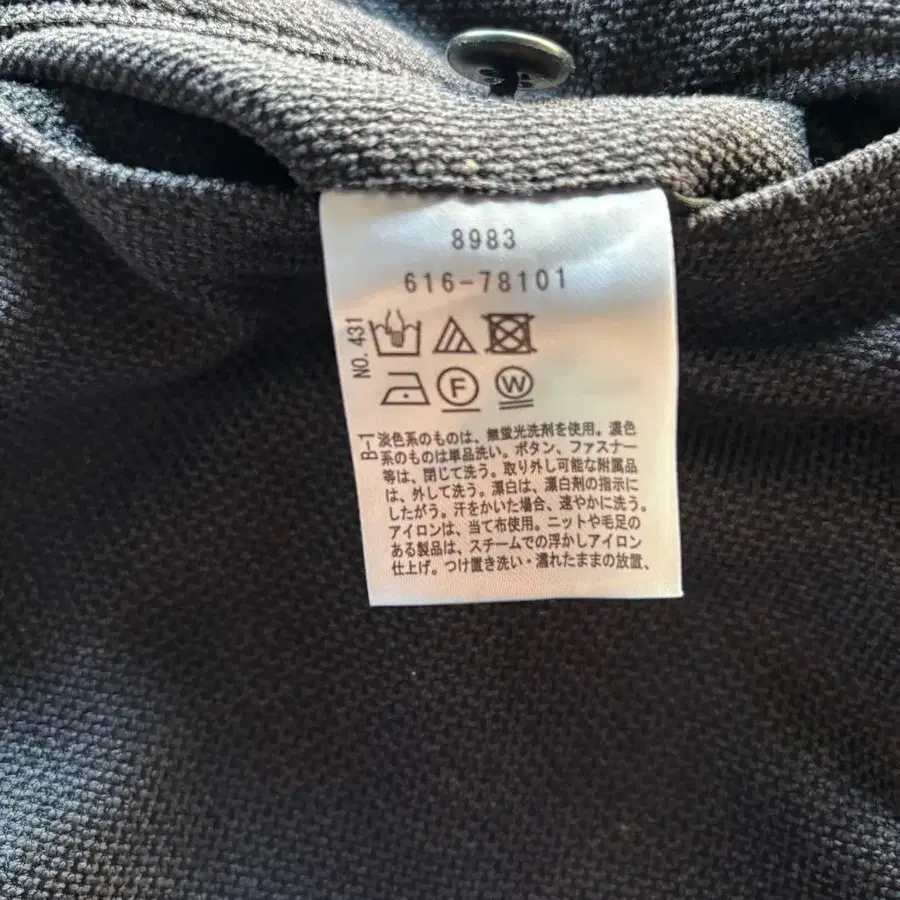 8983
616-78101
NO. 431
F
W
B-1
淡色系のものは、無蛍光洗剤を使用。濃色
系のものは単品洗い。ボタン、ファスナー
等は、閉じて洗う。取り外し可能な附属品
は、外して洗う。漂白は、漂白剤の指示に
したがう。汗をかいた場合、速やかに洗う。
アイロンは、当て布使用。ニットや毛足の
ある製品は、スチームでの浮かしアイロン
仕上げ。つけ置き洗い・濡れたままの放置、